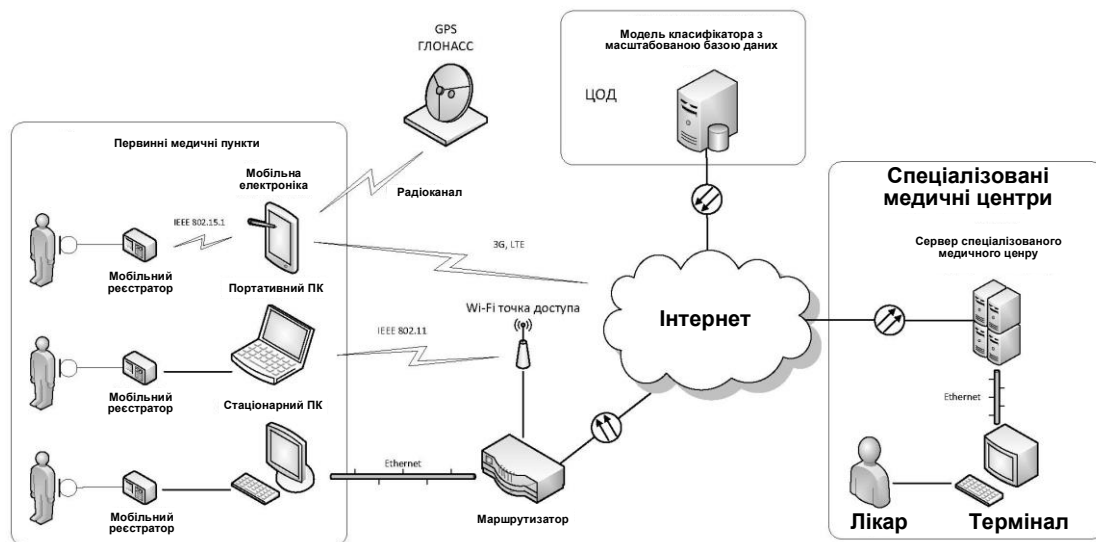 GPS
ГЛОНАСС
Модель класифікатора з
масштабованою базою даних
ЦОД
Первинні медичні пункти
Мобільна
електроніка
Радіоканал
IEEE 802.15.1
Мобільний
реєстратор
3G, LTE
Портативний ПК
IEEE 802.11
Wi-Fi точка доступа
Мобільний
реєстратор
Стаціонарний ПК
Ethernet
Мобільний
реєстратор
Маршрутизатор
Інтернет
Спеціалізовані
медичні центри
Сервер спеціалізованого
медичного ценру
Ethernet
Лікар
Термінал